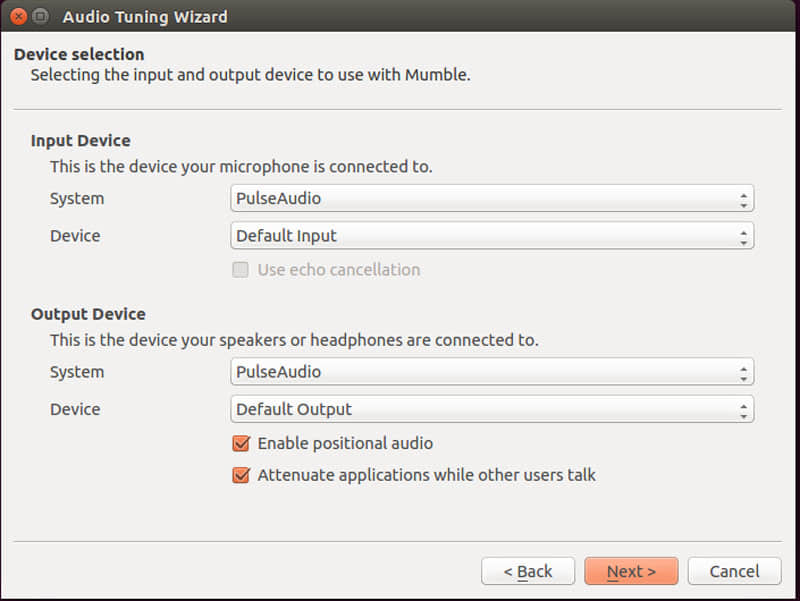 Audio Tuning Wizard
Device selection
Selecting the input and output device to use with Mumble.
Input Device
This is the device your microphone is connected to.
System PulseAudio
Device Default Input
Use echo cancellation
Output Device
This is the device your speakers or headphones are connected to.
System PulseAudio
Device Default Output
Enable positional audio
Attenuate applications while other users talk
< Back Next > Cancel